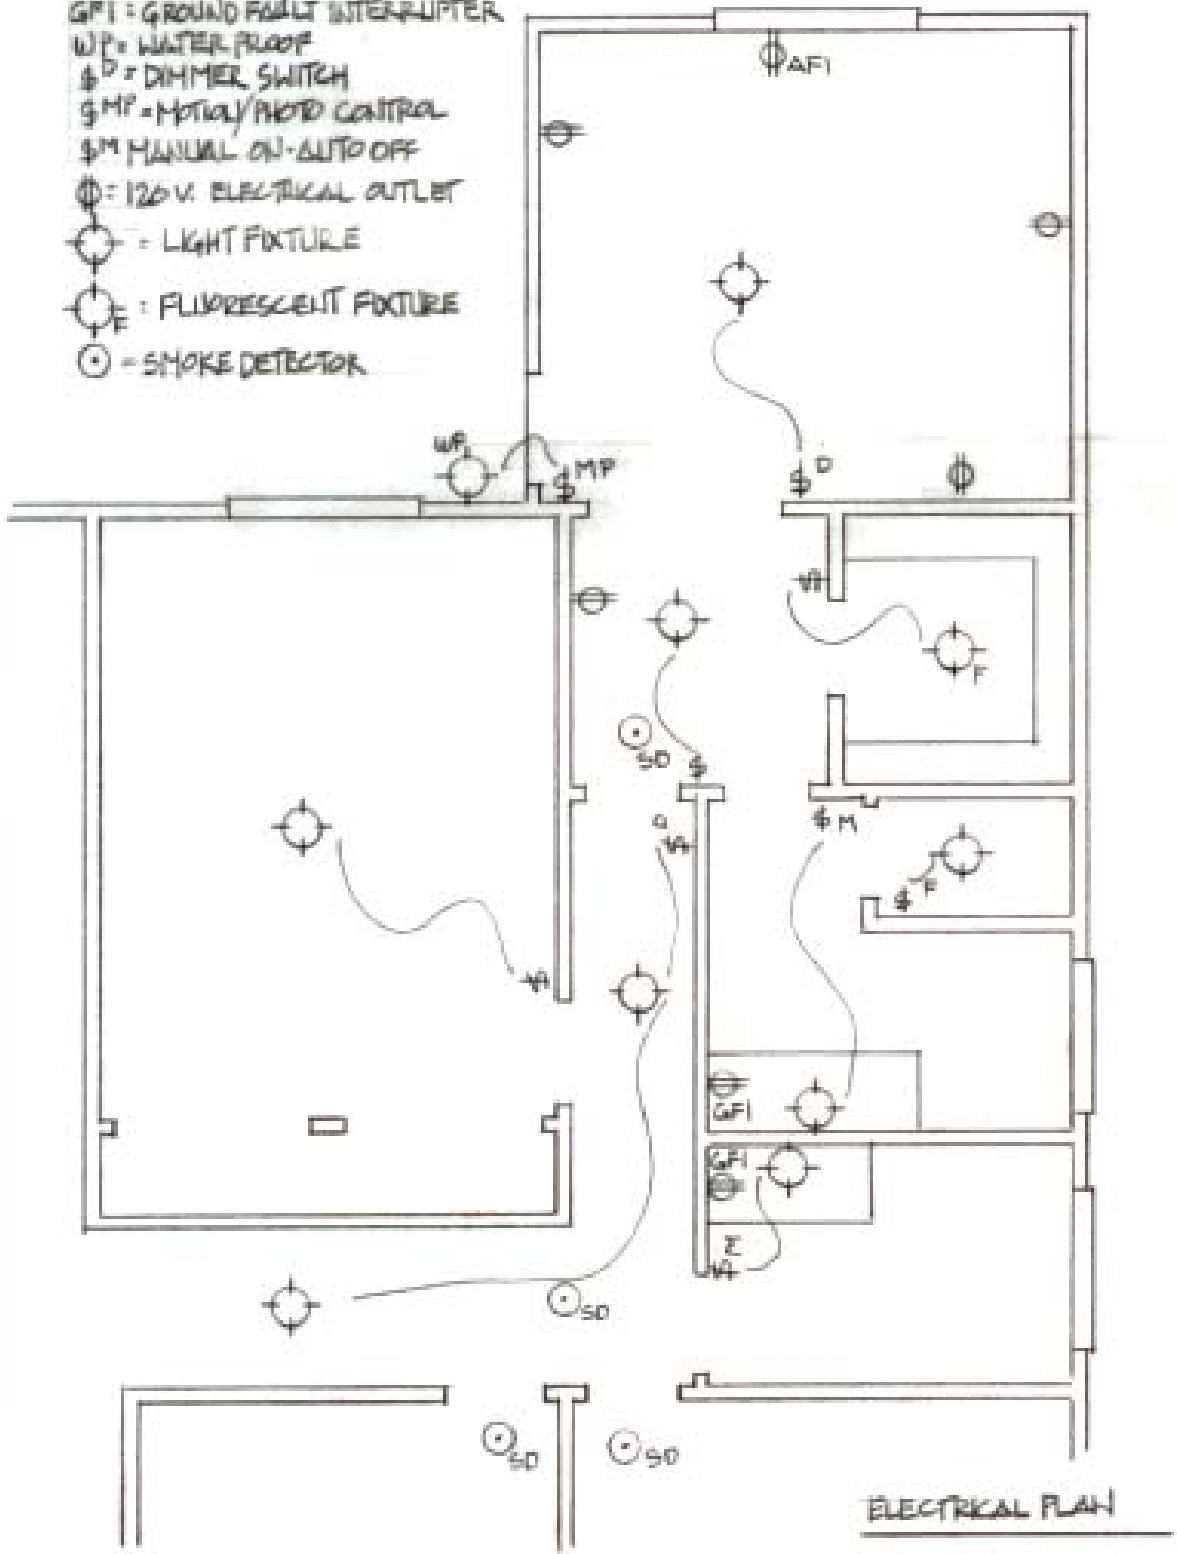 GFI = GROUND FAULT INTERRUPTER
WP = WATER PROOF
$ D = DIMMER SWITCH
$ MP = MOTION/PHOTO CONTROL
$ M MANUAL ON-AUTO OFF
= 120 V. ELECTRICAL OUTLET
= LIGHT FIXTURE
F = FLUORESCENT FIXTURE
= SMOKE DETECTOR
AFI
WP
$ MP
$ D
$
F
SD
$
D
$
$ M
$
F
$
GFI
GFI
M
$
SD
SD
SD
ELECTRICAL PLAN